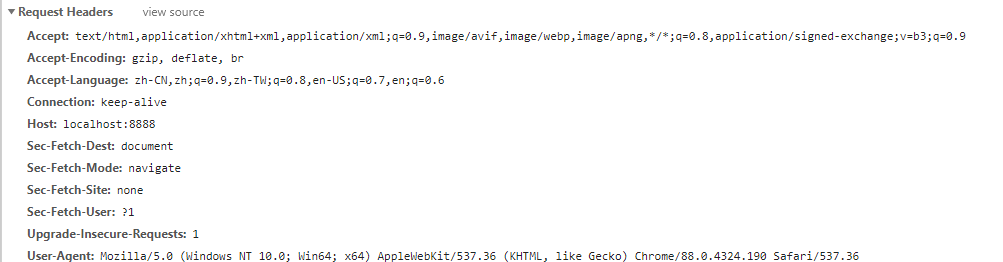 Request Headers view source
Accept: text/html,application/xhtml+xml,application/xml;q=0.9,image/avif,image/webp,image/apng,*/*;q=0.8,application/signed-exchange;v=b3;q=0.9
Accept-Encoding: gzip, deflate, br
Accept-Language: zh-CN,zh;q=0.9,zh-TW;q=0.8,en-US;q=0.7,en;q=0.6
Connection: keep-alive
Host: localhost:8888
Sec-Fetch-Dest: document
Sec-Fetch-Mode: navigate
Sec-Fetch-Site: none
Sec-Fetch-User: ?1
Upgrade-Insecure-Requests: 1
User-Agent: Mozilla/5.0 (Windows NT 10.0; Win64; x64) AppleWebKit/537.36 (KHTML, like Gecko) Chrome/88.0.4324.190 Safari/537.36